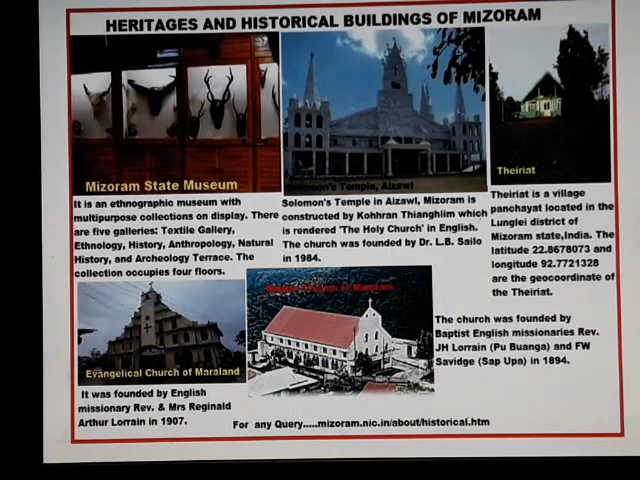 HERITAGES AND HISTORICAL BUILDINGS OF MIZORAM
Mizoram State Museum
It is an ethnographic museum with
multipurpose collections on display. There
are five galleries: Textile Gallery,
Ethnology, History, Anthropology, Natural
History, and Archeology Terrace. The
collection occupies four floors.
Solomon's Temple, Aizawl
Solomon's Temple in Aizawl, Mizoram is
constructed by Kohhran Thianghlim which
is rendered 'The Holy Church' in English.
The church was founded by Dr. L.B. Sailo
in 1984.
Theiriat
Theiriat is a village
panchayat located in the
Lunglei district of
Mizoram state,India. The
latitude 22.8678073 and
longitude 92.7721328
are the geocoordinate of
the Theiriat.
Evangelical Church of Maraland
It was founded by English
missionary Rev. & Mrs Reginald
Arthur Lorrain in 1907.
Church of Mizoram
The church was founded by
Baptist English missionaries Rev.
JH Lorrain (Pu Buanga) and FW
Savidge (Sap Upa) in 1894.
For any Query.....mizoram.nic.in/about/historical.htm